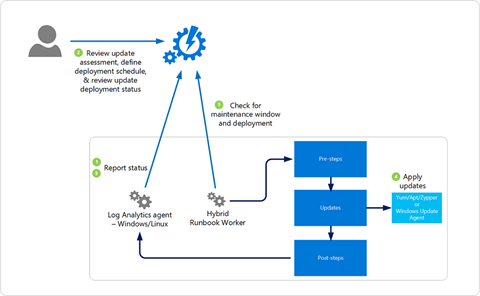 2 Review update
assessment, define
deployment schedule,
& review update
deployment status
3 Check for
maintenance window
and deployment
1
5 Report status
Log Analytics agent
– Windows/Linux
Hybrid
Runbook Worker
Pre-steps
Updates
Post-steps
4 Apply
updates
Yum/Apt/Zypper
or
Windows Update
Agent